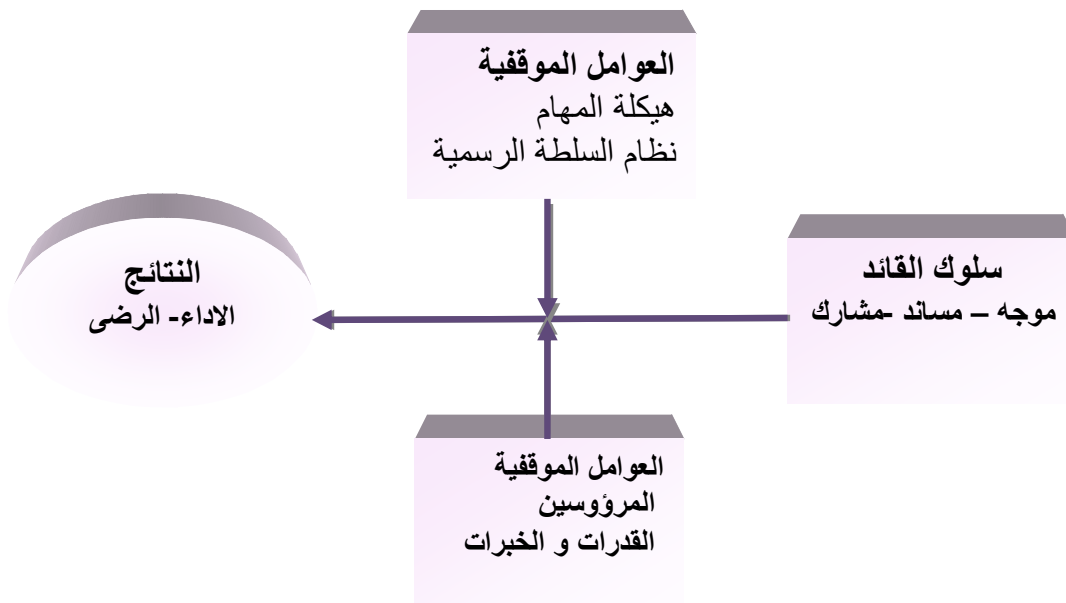 العوامل الموقفية
هيكلة المهام
نظام السلطة الرسمية
سلوك القائد
موجه – مساند -مشارك
النتائج
الاداء- الرضى
العوامل الموقفية
المرؤوسين
القدرات و الخبرات